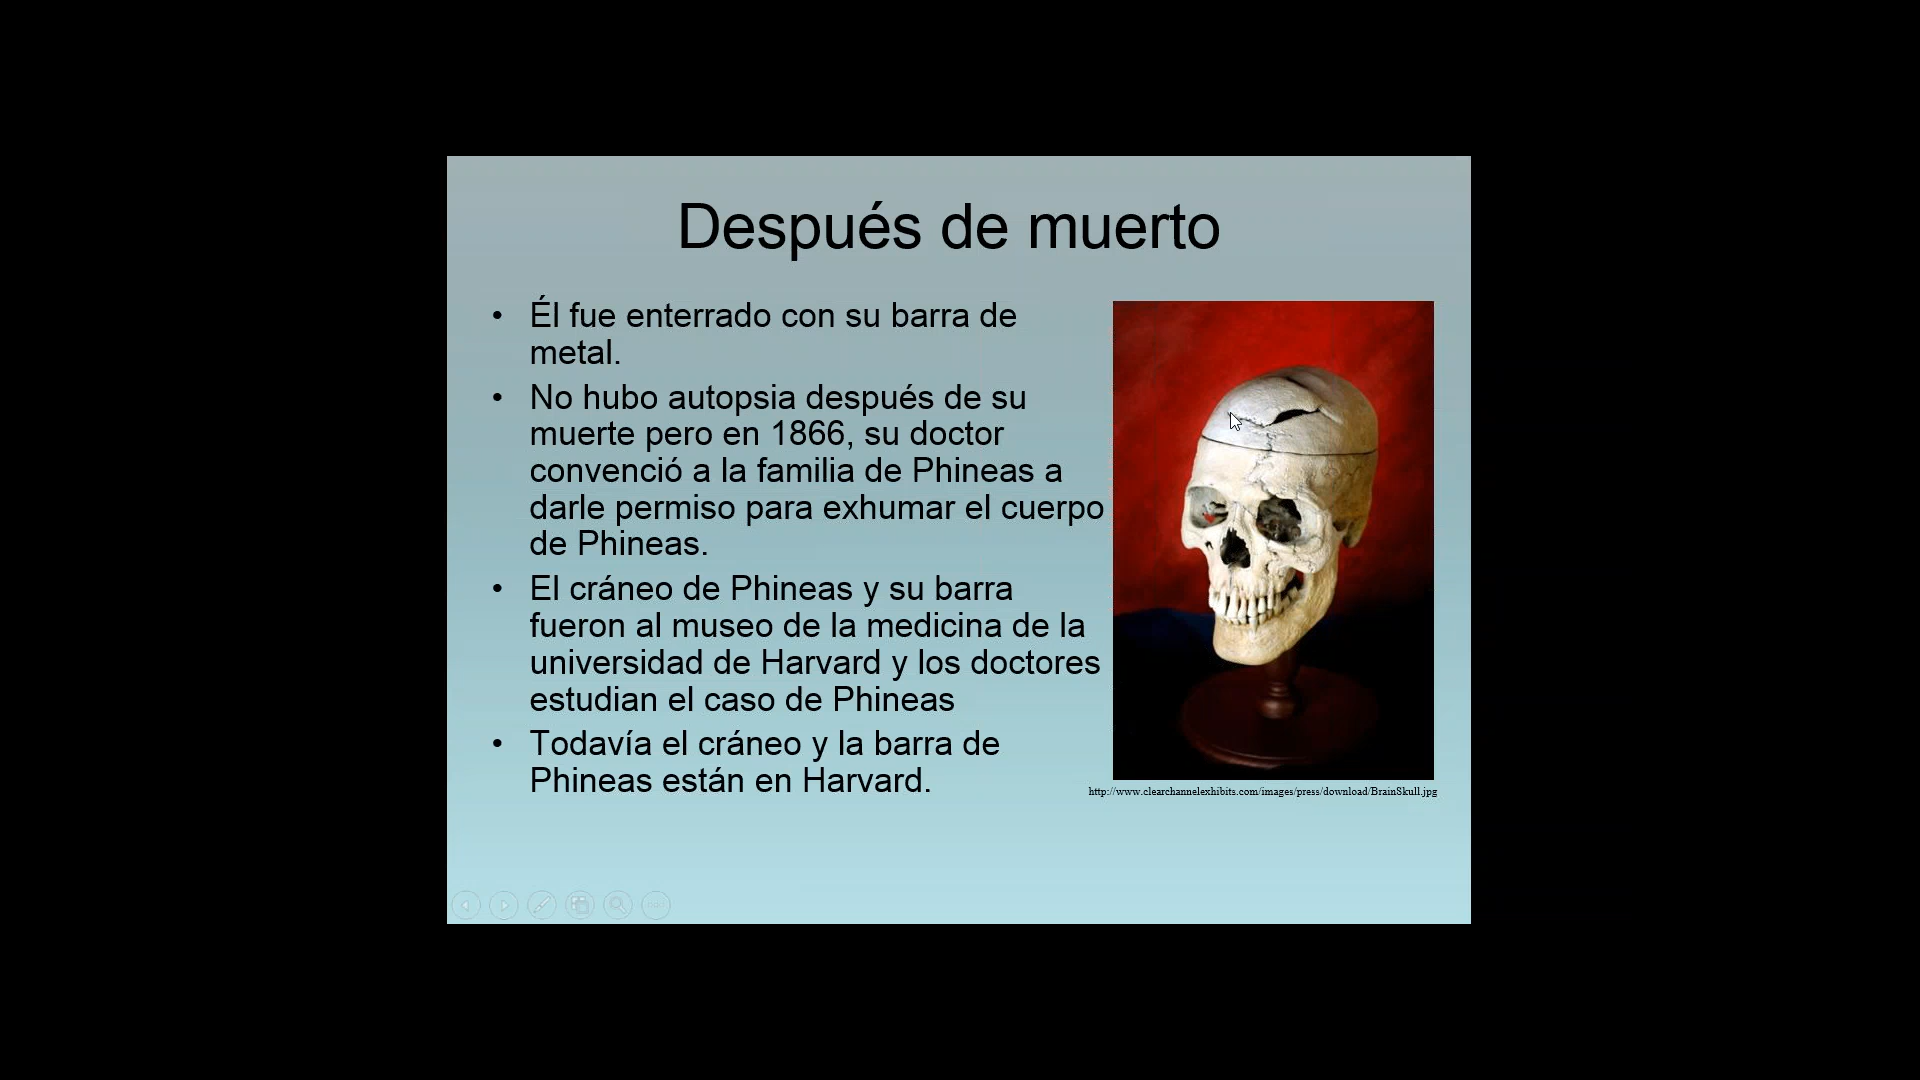 Después de muerto
• Él fue enterrado con su barra de
metal.
• No hubo autopsia después de su
muerte pero en 1866, su doctor
convenció a la familia de Phineas a
darle permiso para exhumar el cuerpo
de Phineas.
• El cráneo de Phineas y su barra
fueron al museo de la medicina de la
universidad de Harvard y los doctores
estudian el caso de Phineas
• Todavía el cráneo y la barra de
Phineas están en Harvard.
http://www.clearchannelexhibits.com/images/press/download/BrainSkull.jpg